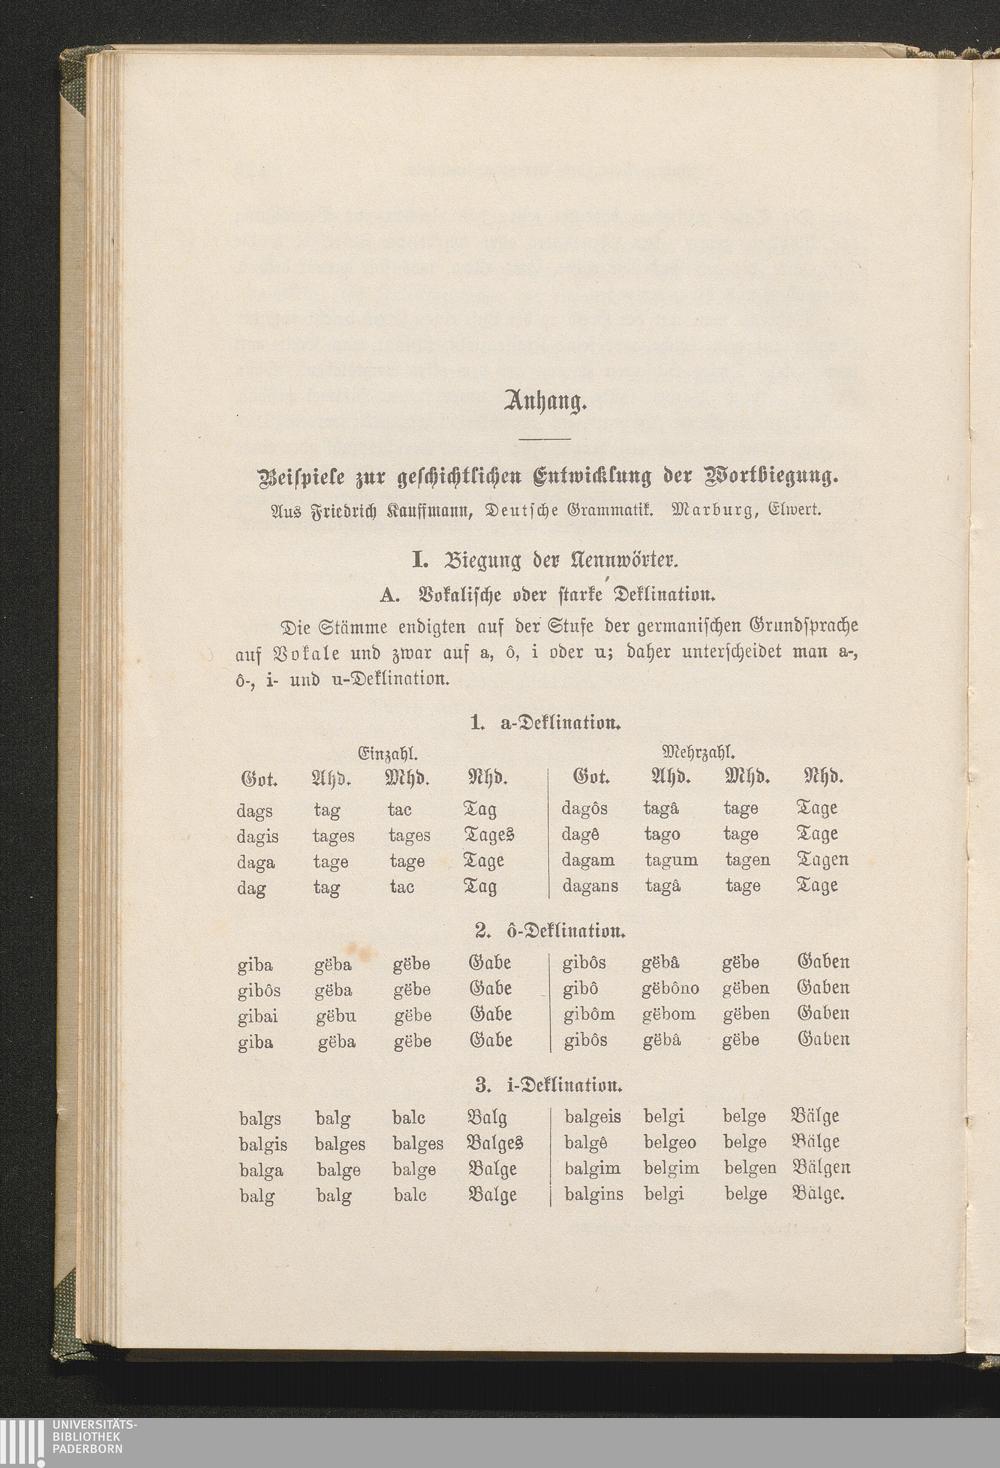 Anhang.
Beispiele zur geschichtlichen Entwicklung der Wortbiegung.
Aus Friedrich Kauffmann, Deutsche Grammatik. Marburg, Elwert.
I. Biegung der Nennwörter.
A. Vokalische oder starke Deklination.
Die Stämme endigten auf der Stufe der germanischen Grundsprache
auf Vokale und zwar auf a, ô, i oder u; daher unterscheidet man a-,
ô-, i- und u-Deklination.
1. a-Deklination.
Einzahl. Mehrzahl.
Got. Ahd. Mhd. Nhd. Got. Ahd. Mhd. Nhd.
dags tag tac Tag dagôs tagâ tage Tage
dagis tages tages Tages dagê tago tage Tage
daga tage tage Tage dagam tagum tagen Tagen
dag tag tac Tag dagans tagâ tage Tage
2. ô-Deklination.
giba gëba gëbe Gabe gibôs gëbâ gëbe Gaben
gibôs gëba gëbe Gabe gibô gëbôno gëben Gaben
gibai gëbu gëbe Gabe gibôm gëbom gëben Gaben
giba gëba gëbe Gabe gibôs gëbâ gëbe Gaben
3. i-Deklination.
balgs balg balc Balg balgeis belgi belge Bälge
balgis balges balges Balges balgê belgeo belge Bälge
balga balge balge Balge balgim belgim belgen Bälgen
balg balg balc Balge balgins belgi belge Bälge.
UNIVERSITÄTS-
BIBLIOTHEK
PADERBORN